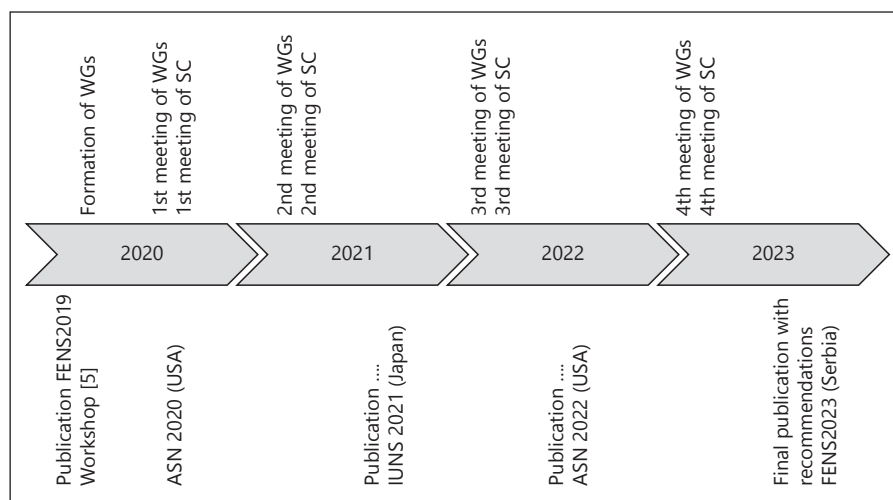 Formation of WGs
1st meeting of WGs
1st meeting of SC
2nd meeting of WGs
2nd meeting of SC
3rd meeting of WGs
3rd meeting of SC
4th meeting of WGs
4th meeting of SC
2020
2021
2022
2023
Publication FENS2019
Workshop [5]
ASN 2020 (USA)
Publication ....
IUNS 2021 (Japan)
Publication ....
ASN 2022 (USA)
Final publication with
recommendations
FENS2023 (Serbia)